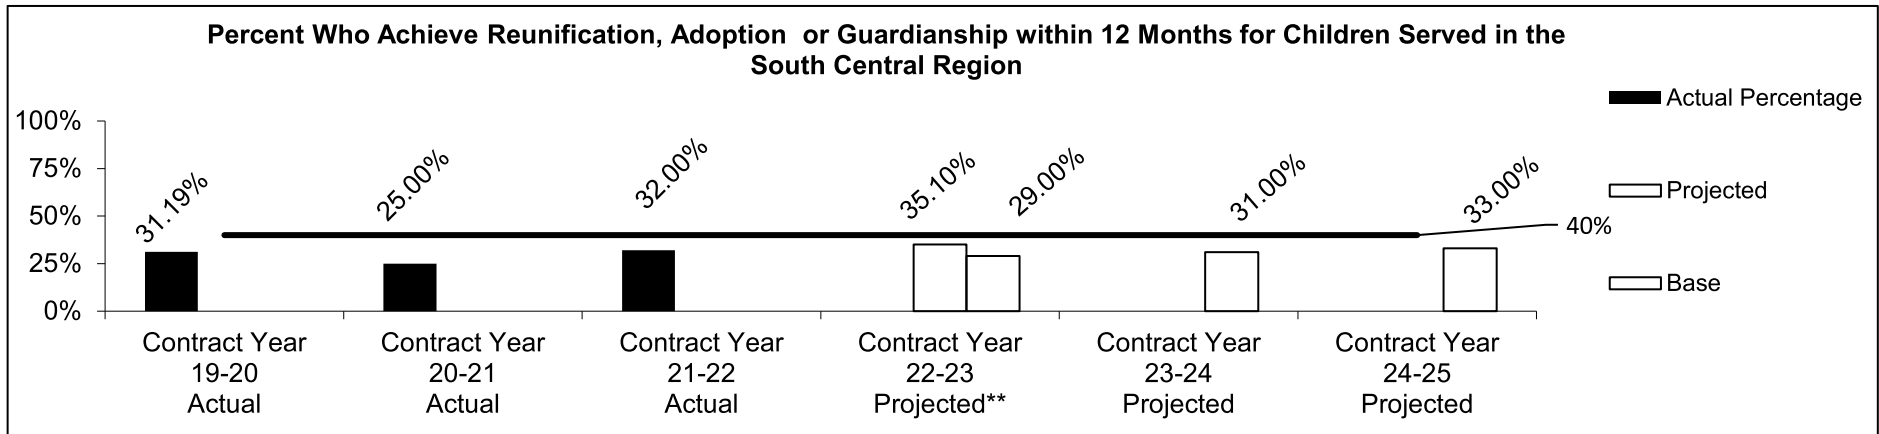 Percent Who Achieve Reunification, Adoption  or Guardianship within 12 Months for Children Served in the
South Central Region
Actual Percentage
Projected
Base
100%
75%
50%
25%
0%
31.19%
25.00%
32.00%
35.10%
29.00%
31.00%
33.00%
40%
Contract Year
19-20
Actual
Contract Year
20-21
Actual
Contract Year
21-22
Actual
Contract Year
22-23
Projected**
Contract Year
23-24
Projected
Contract Year
24-25
Projected